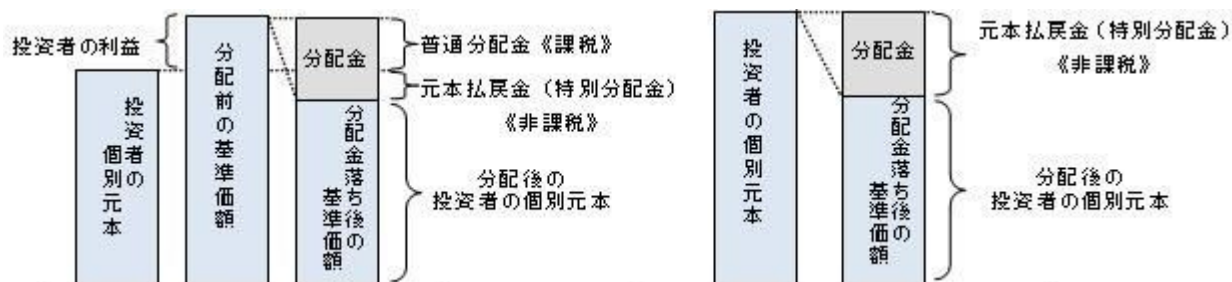 投資者の利益
投資者の
個別元本
分配前の基準価額
分配金
分配金落ち後の
基準価額
普通分配金《課税》
元本払戻金（特別分配金）
《非課税》
分配後の
投資者の個別元本
投資者の個別元本
分配金
分配金落ち後の
基準価額
元本払戻金（特別分配金）
《非課税》
分配後の
投資者の個別元本